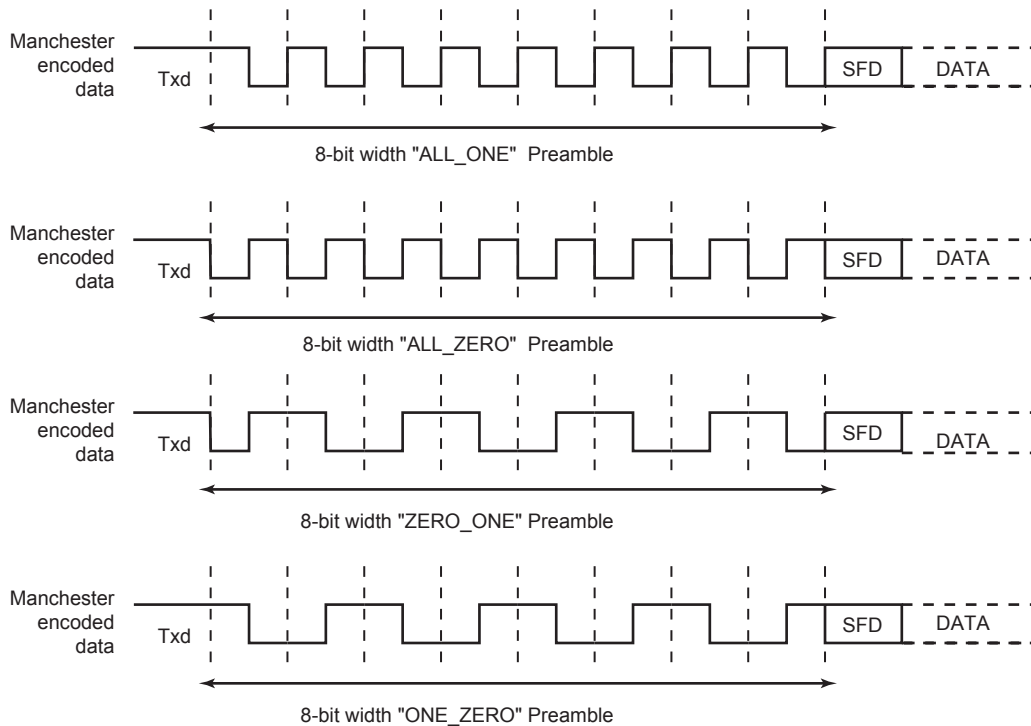 Manchester
encoded
data
Txd
SFD
DATA
8-bit width "ALL_ONE" Preamble
Manchester
encoded
data
Txd
SFD
DATA
8-bit width "ALL_ZERO" Preamble
Manchester
encoded
data
Txd
SFD
DATA
8-bit width "ZERO_ONE" Preamble
Manchester
encoded
data
Txd
SFD
DATA
8-bit width "ONE_ZERO" Preamble